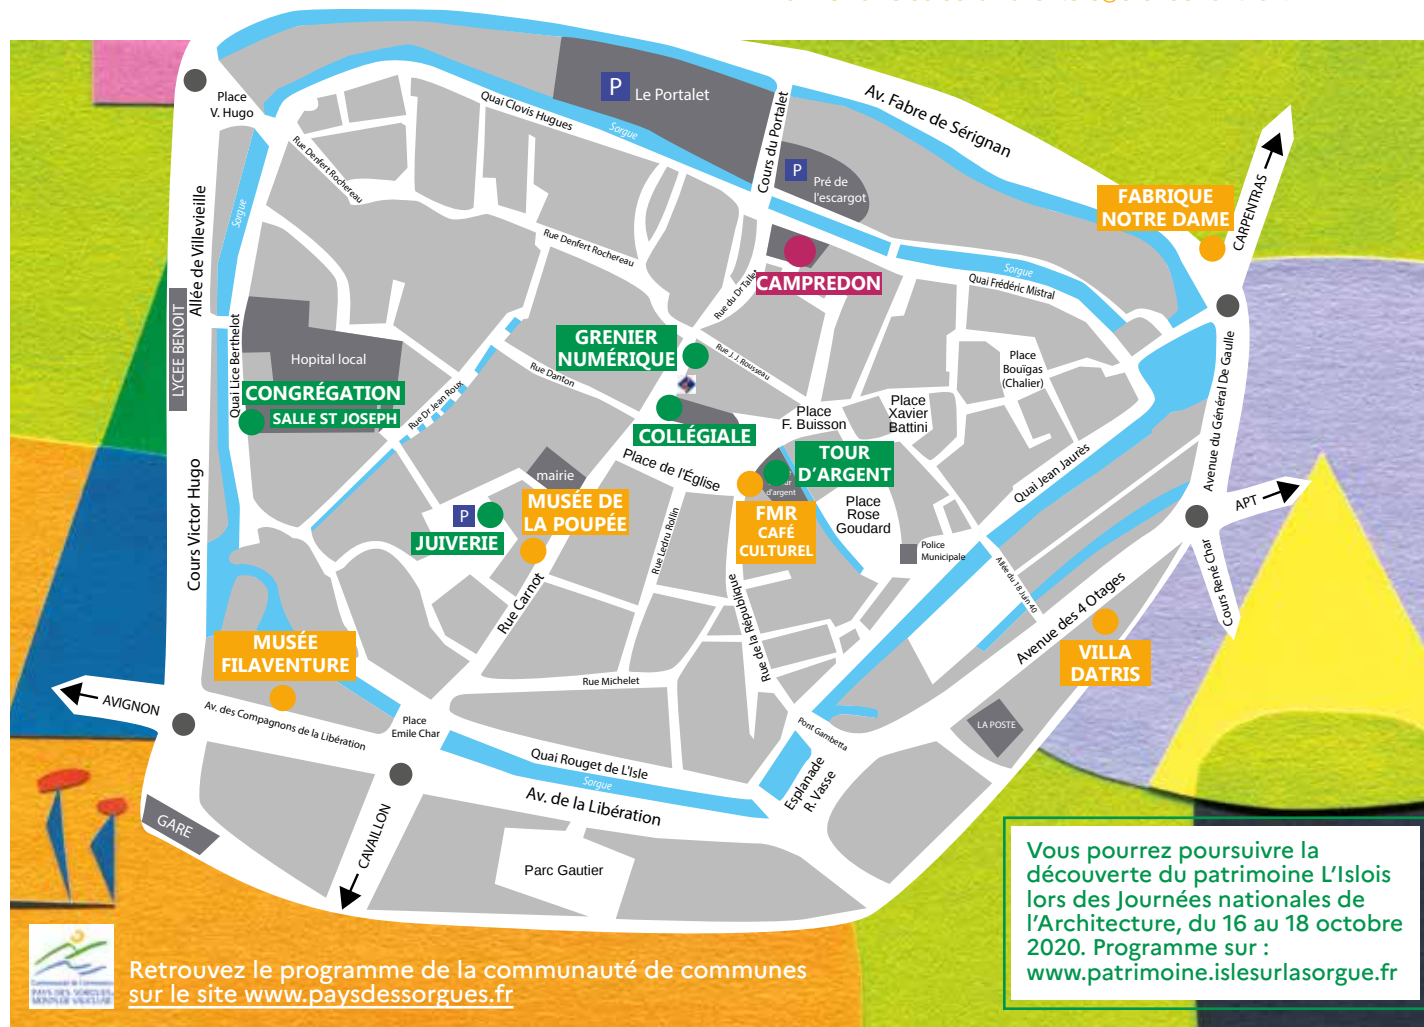 P
Le Portalet
Place
V. Hugo
Quai Clovis Hugues
Sorgue
Cours du Portalet
Av. Fabre de Sérignan
P
Pré de
l'escargot
FABRIQUE
NOTRE DAME
CARPENTRAS
Rue Denfert Rochereau
Allée de Villevieille
Sorgue
Rue Denfert Rochereau
CAMPREDON
Rue du Dr Tallet
Sorgue
Quai Frédéric Mistral
LYCEE BENOIT
Quai Lice Berthelot
Hopital local
CONGRÉGATION
SALLE ST JOSEPH
Rue Dr Jean Roux
GRENIER
NUMÉRIQUE
Rue J. J. Rousseau
Rue Danton
COLLÉGIALE
Place
F. Buisson
Place
Xavier
Battini
Place
Bouïgas
(Chalier)
Avenue du Général De Gaulle
Place de l'Église
TOUR
D'ARGENT
d'argent
mairie
MUSÉE DE
LA POUPÉE
P
JUIVERIE
FMR
CAFÉ
CULTUREL
Place
Rose
Goudard
Police
Municipale
Quai Jean Jaurès
APT
Cours Victor Hugo
Rue Ledru Rollin
Rue Carnot
Rue de la République
Allée du 18 Juin 40
Avenue des 4 Otages
Cours René Char
MUSÉE
FILAVENTURE
VILLA
DATRIS
Rue Michelet
AVIGNON
Av. des Compagnons de la Libération
Place
Emile Char
Pont Gambetta
LA POSTE
Quai Rouget de L'Isle
Sorgue
Av. de la Libération
Esplanade
R. Vasse
GARE
CAVAILLON
Parc Gautier
Vous pourrez poursuivre la
découverte du patrimoine L'Islois
lors des Journées nationales de
l'Architecture, du 16 au 18 octobre
2020. Programme sur :
www.patrimoine.islesurlasorgue.fr
Retrouvez le programme de la communauté de communes
sur le site www.paysdessorgues.fr
PAYS DES SORGUES
MONTS DE VAUCLUSE